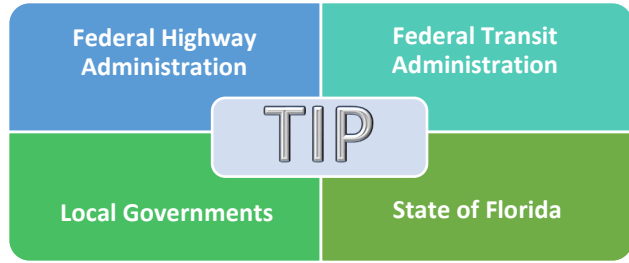 Federal Highway
Administration
Federal Transit
Administration
TIP
Local Governments
State of Florida